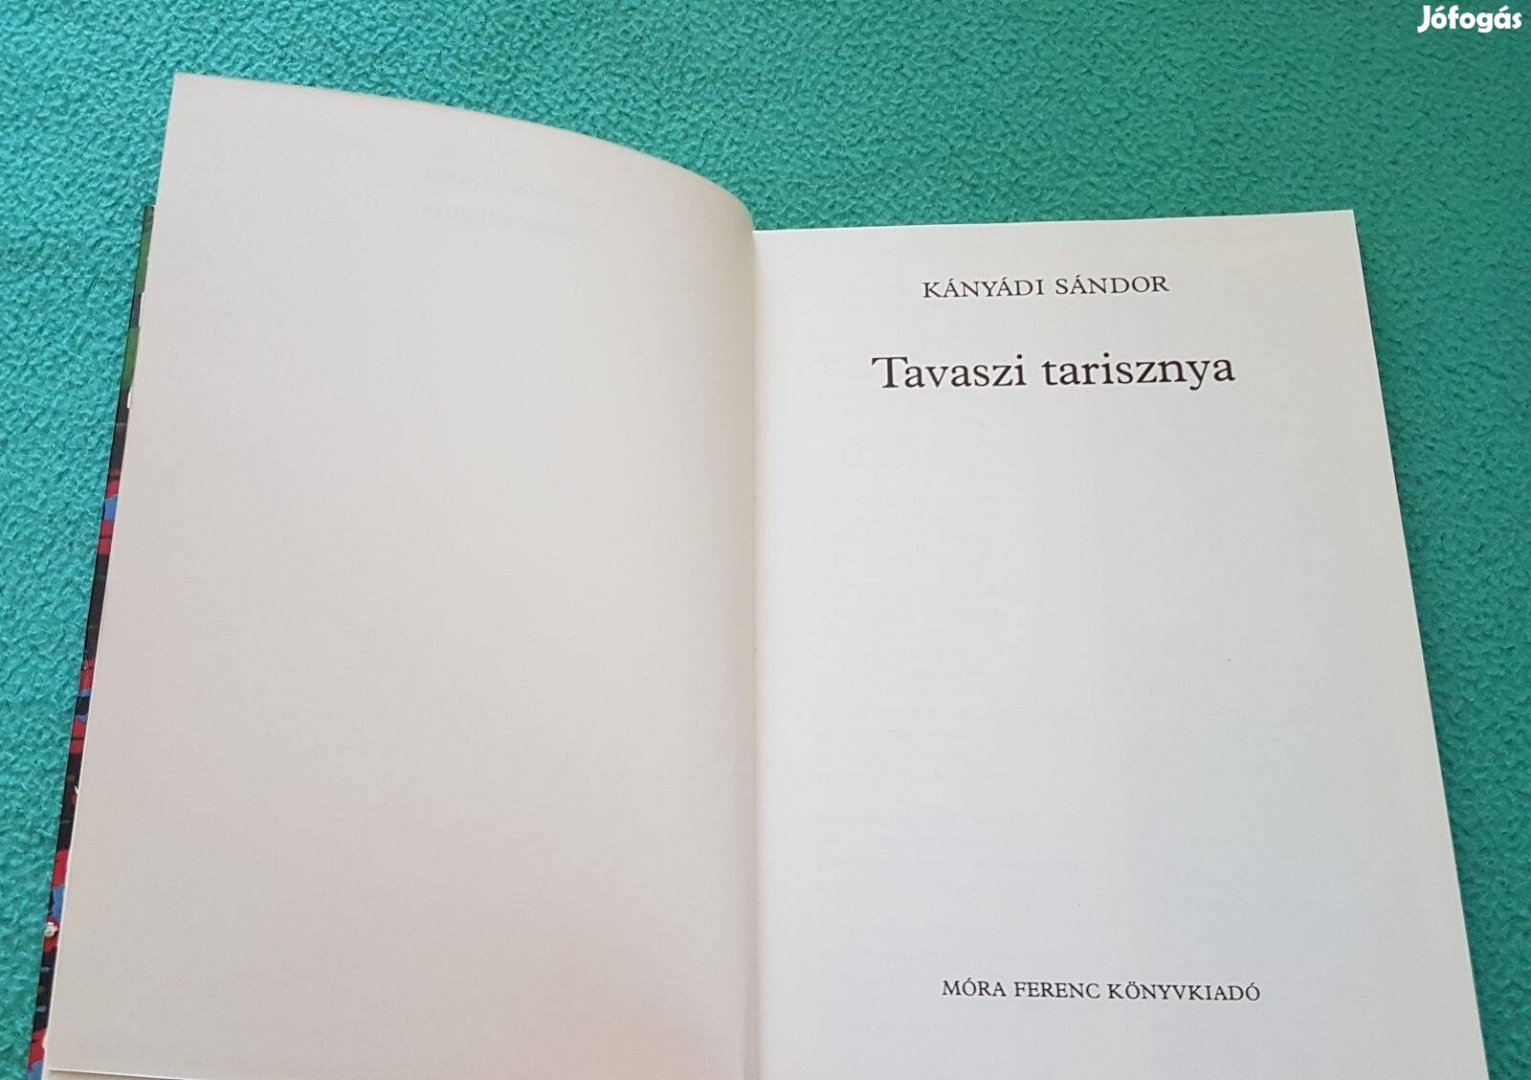 Jófogás
KÁNYÁDI SÁNDOR
Tavaszi tarisznya
MÓRA FERENC KÖNYVKIADÓ